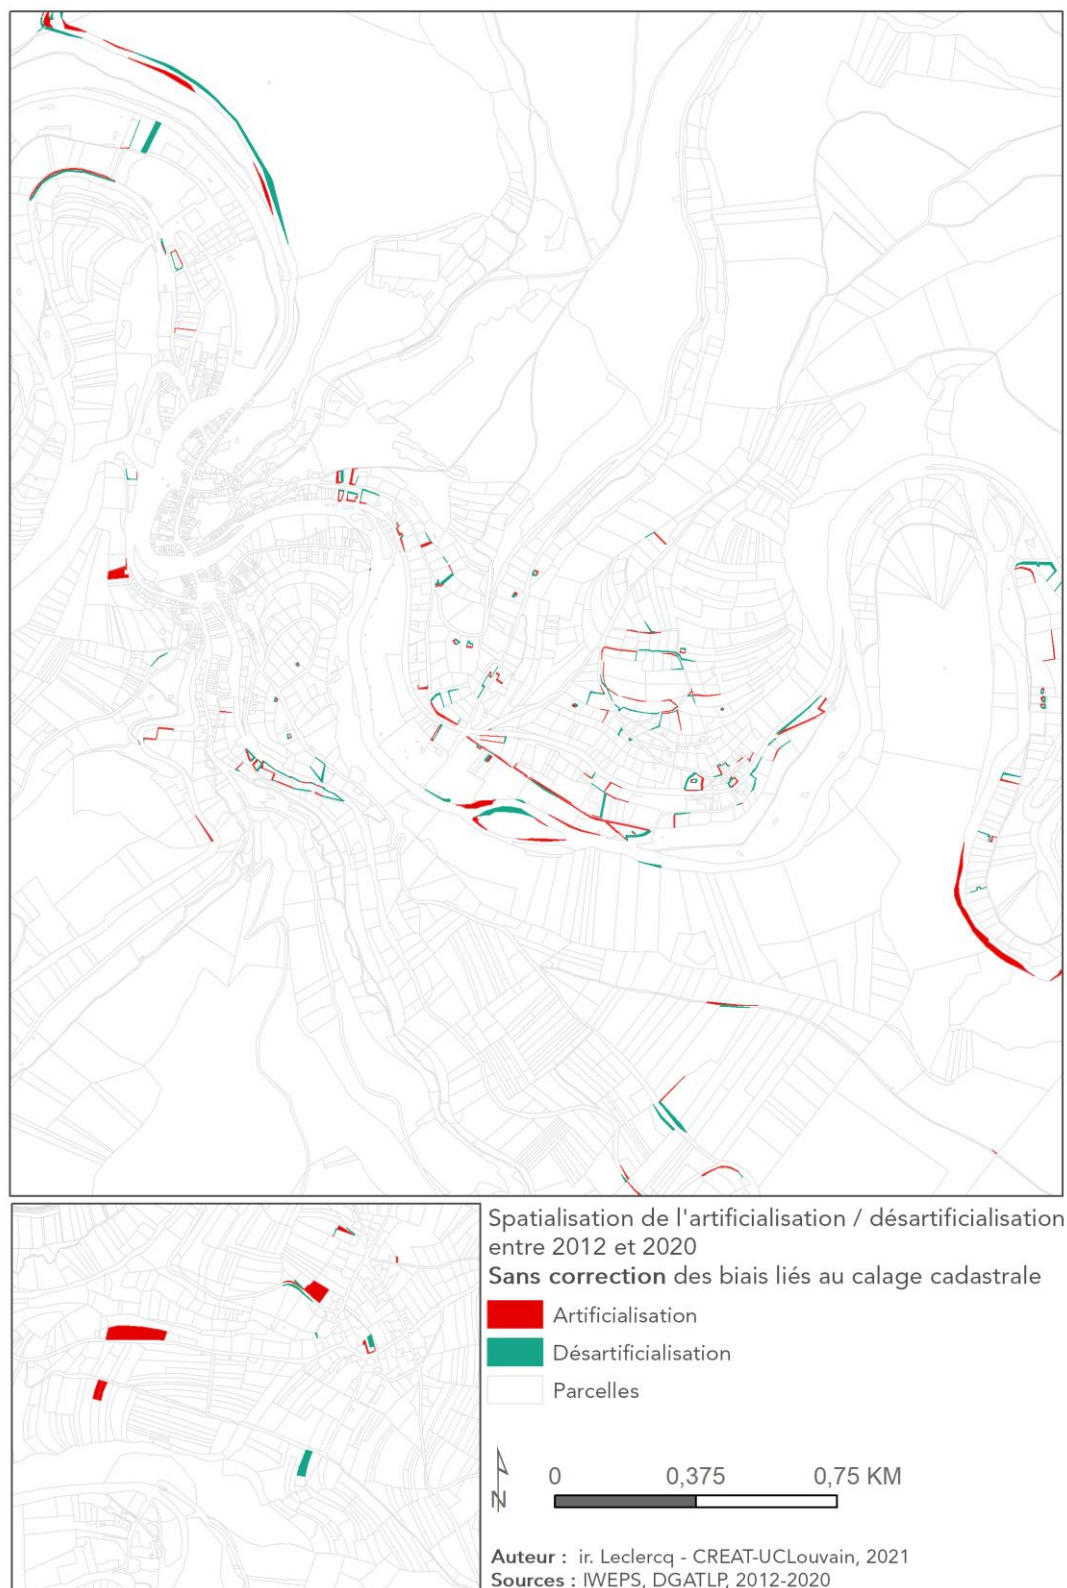 Spatialisation de l'artificialisation / désartificialisation
entre 2012 et 2020
Sans correction des biais liés au calage cadastrale
Artificialisation
Désartificialisation
Parcelles
N
0 0,375 0,75 KM
Auteur : ir. Leclercq - CREAT-UCLouvain, 2021
Sources : IWEPS, DGATLP, 2012-2020